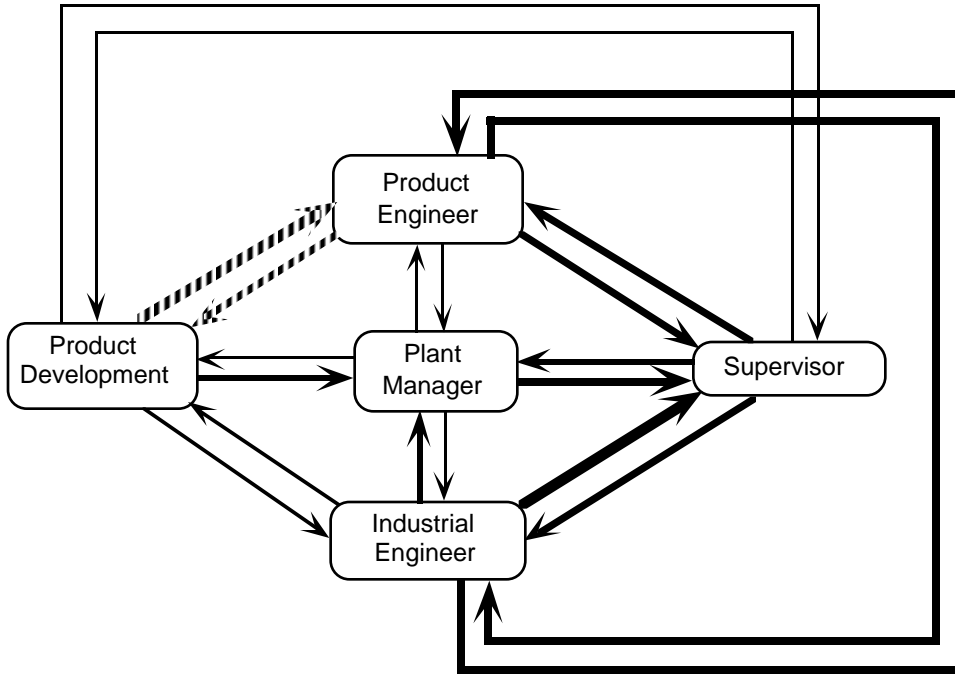 Product
Engineer
Product
Development
Plant
Manager
Supervisor
Industrial
Engineer